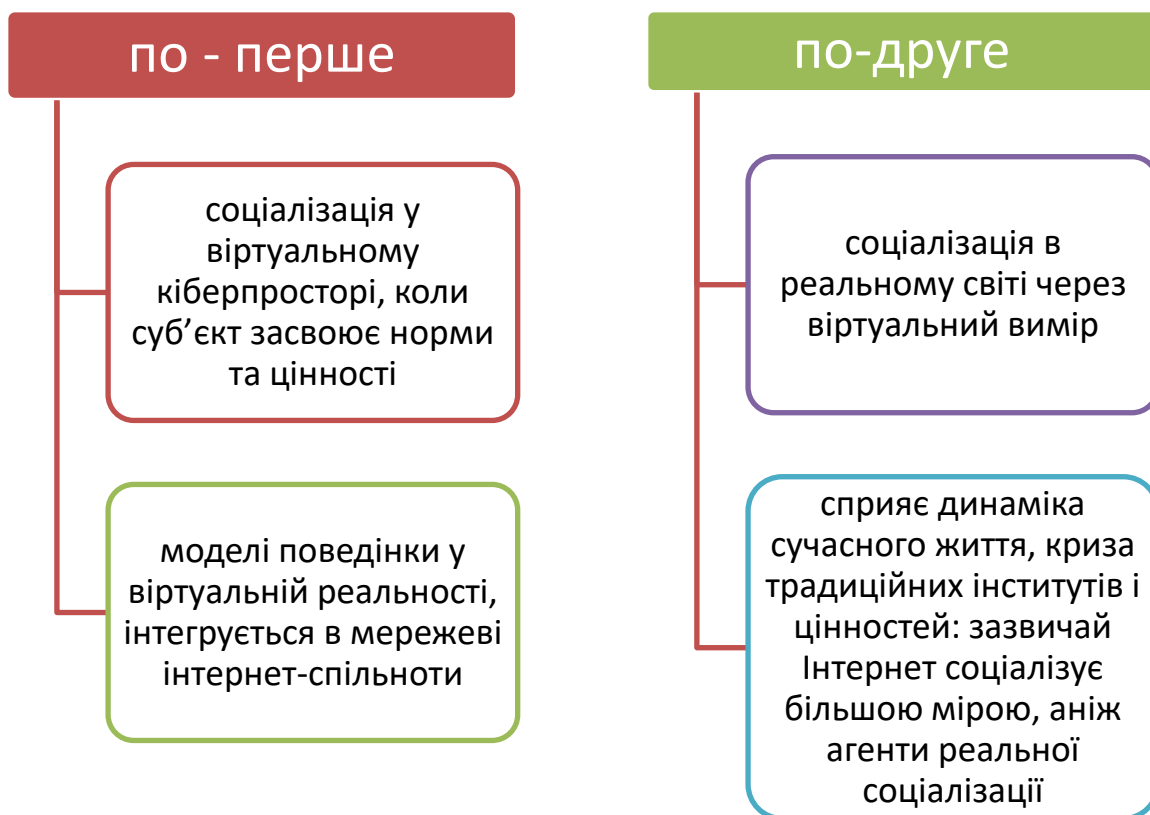 по - перше
соціалізація у
віртуальному
кіберпросторі, коли
суб’єкт засвоює норми
та цінності
моделі поведінки у
віртуальній реальності,
інтегрується в мережеві
інтернет-спільноти
по-друге
соціалізація в
реальному світі через
віртуальний вимір
сприяє динаміка
сучасного життя, криза
традиційних інститутів і
цінностей: зазвичай
Інтернет соціалізує
більшою мірою, аніж
агенти реальної
соціалізації